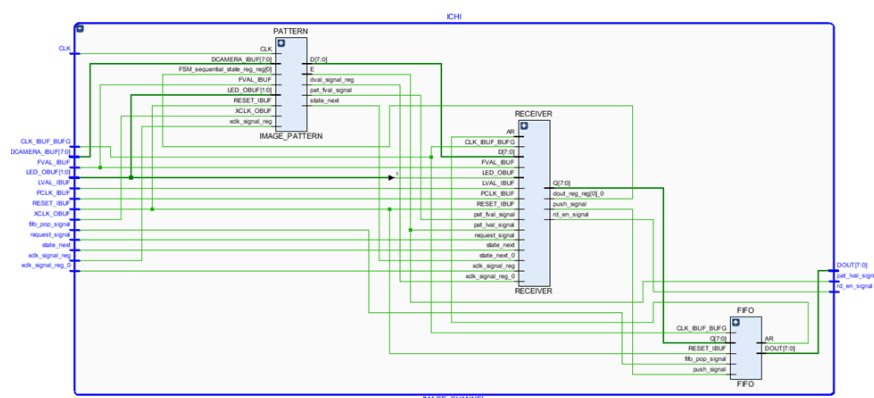 ICHI
PATTERN
CLK
CLK
DCAMERA_IBUF[7:0]
FSM_sequential_state_reg_reg[0]
FVAL_IBUF
LED_OBUF[1:0]
RESET_IBUF
XCLK_OBUF
xclk_signal_reg
D[7:0]
E
dval_signal_reg
pat_fval_signal
state_next
IMAGE_PATTERN
RECEIVER
AR
CLK_IBUF_BUFG
D[7:0]
FVAL_IBUF
LED_OBUF
LVAL_IBUF
PCLK_IBUF
RESET_IBUF
pat_fval_signal
pat_lval_signal
request_signal
state_next
state_next_0
xclk_signal_reg
xclk_signal_reg_0
Q[7:0]
dout_reg_reg[0]_0
push_signal
rd_en_signal
RECEIVER
CLK_IBUF_BUFG
DCAMERA_IBUF[7:0]
FVAL_IBUF
LED_OBUF[1:0]
LVAL_IBUF
PCLK_IBUF
RESET_IBUF
XCLK_OBUF
fifo_pop_signal
request_signal
state_next
xclk_signal_reg
xclk_signal_reg_0
1
FIFO
CLK_IBUF_BUFG
Q[7:0]
RESET_IBUF
fifo_pop_signal
push_signal
AR
DOUT[7:0]
FIFO
DOUT[7:0]
pat_lval_sign
rd_en_signal
IMAGE_CHANNEL